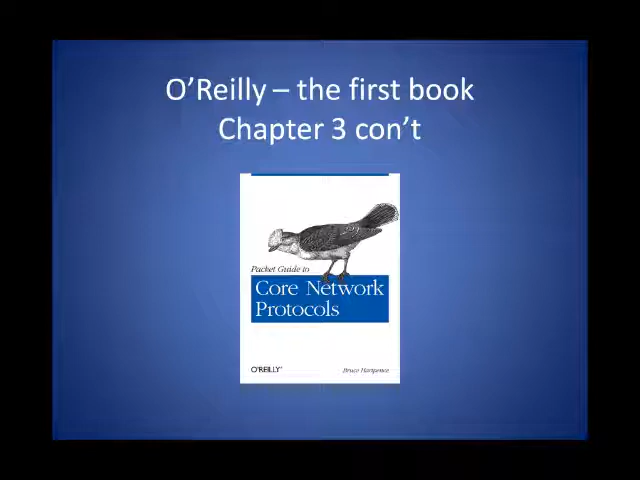 O’Reilly – the first book
Chapter 3 con’t
Packet Guide to
Core Network
Protocols
O'REILLY®
Bruce Hartpence